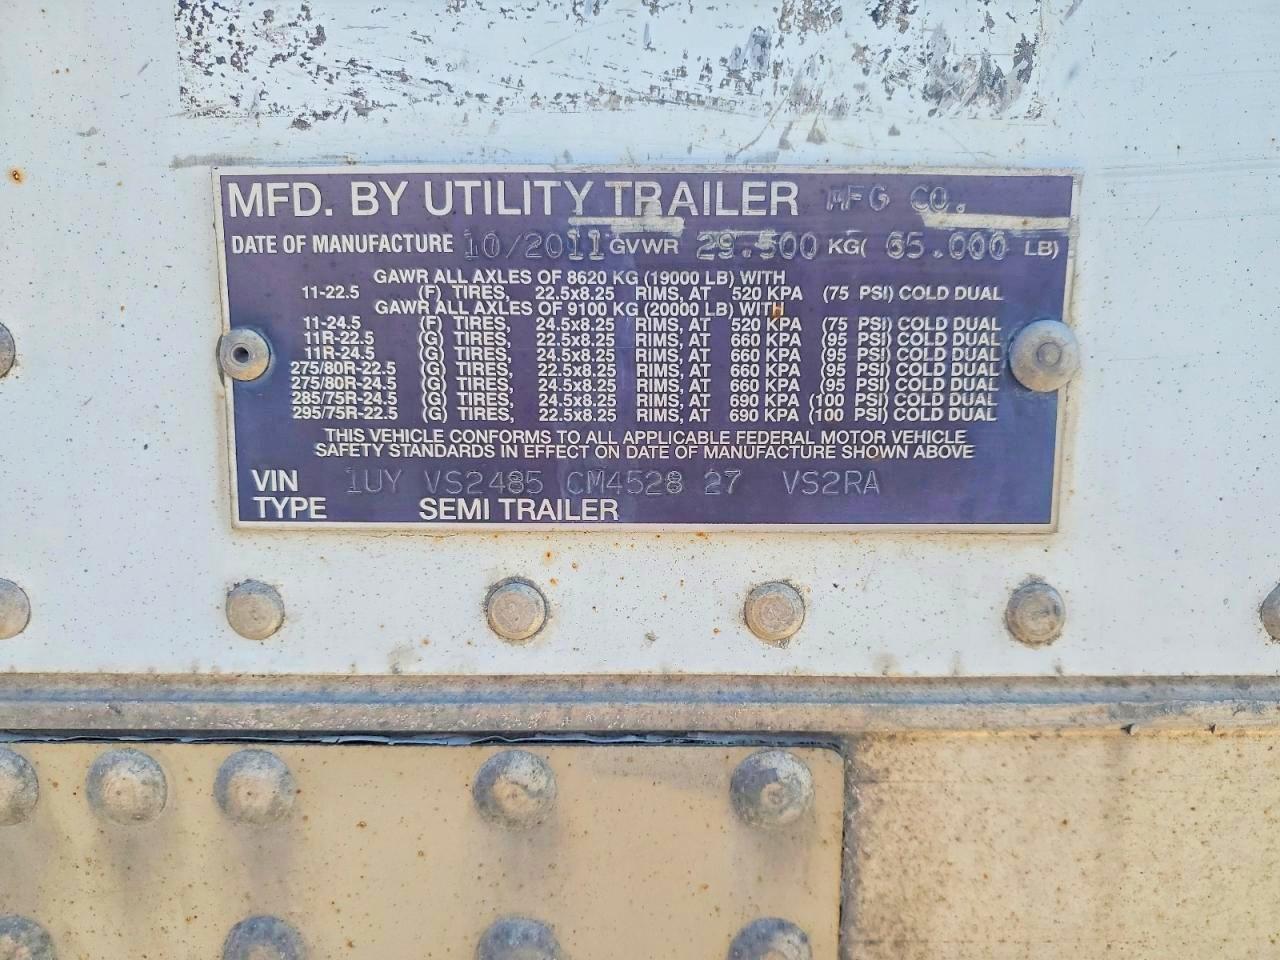 MFD. BY UTILITY TRAILER MFG CO.
DATE OF MANUFACTURE 10/2011 GVWR 29.500 KG( 65.000 LB)
GAWR ALL AXLES OF 8620 KG (19000 LB) WITH
11-22.5 (F) TIRES, 22.5x8.25 RIMS, AT 520 KPA (75 PSI) COLD DUAL
GAWR ALL AXLES OF 9100 KG (20000 LB) WITH
11-24.5 (F) TIRES, 24.5x8.25 RIMS, AT 520 KPA (75 PSI) COLD DUAL
11R-22.5 (G) TIRES, 22.5x8.25 RIMS, AT 660 KPA (95 PSI) COLD DUAL
11R-24.5 (G) TIRES, 24.5x8.25 RIMS, AT 660 KPA (95 PSI) COLD DUAL
275/80R-22.5 (G) TIRES, 22.5x8.25 RIMS, AT 660 KPA (95 PSI) COLD DUAL
275/80R-24.5 (G) TIRES, 24.5x8.25 RIMS, AT 660 KPA (95 PSI) COLD DUAL
285/75R-24.5 (G) TIRES, 24.5x8.25 RIMS, AT 690 KPA (100 PSI) COLD DUAL
295/75R-22.5 (G) TIRES, 22.5x8.25 RIMS, AT 690 KPA (100 PSI) COLD DUAL
THIS VEHICLE CONFORMS TO ALL APPLICABLE FEDERAL MOTOR VEHICLE
SAFETY STANDARDS IN EFFECT ON DATE OF MANUFACTURE SHOWN ABOVE
VIN 1UY VS2485 CM4528 27 VS2RA
TYPE SEMI TRAILER